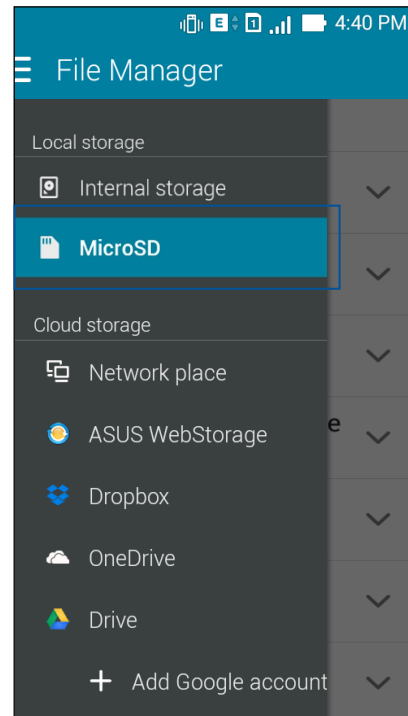 E 1 4:40 PM
File Manager
Local storage
Internal storage
MicroSD
Cloud storage
Network place
e
ASUS WebStorage
Dropbox
OneDrive
Drive
+ Add Google account